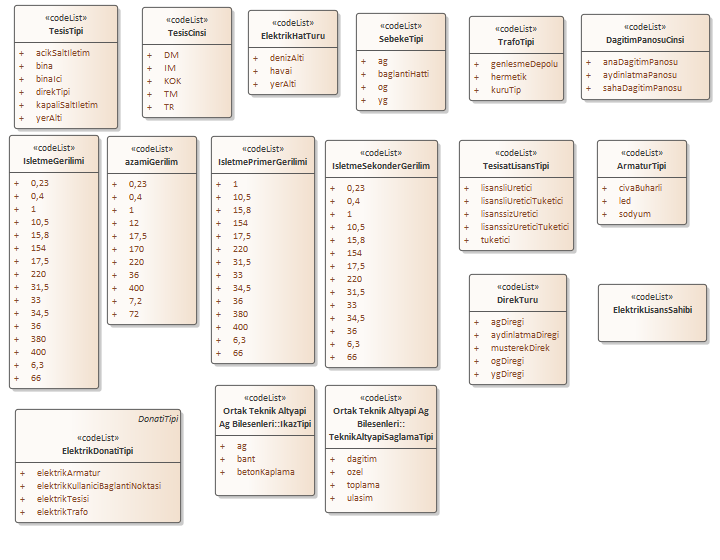 «codeList»
TesisTipi
+ acikSaltIletim
+ bina
+ binaIci
+ direkTipi
+ kapaliSaltIletim
+ yerAlti
«codeList»
TesisCinsi
+ DM
+ IM
+ KOK
+ TM
+ TR
«codeList»
ElektrikHatTuru
+ denizAlti
+ havai
+ yerAlti
«codeList»
SebekeTipi
+ ag
+ baglantiHatti
+ og
+ yg
«codeList»
TrafoTipi
+ genlesmeDepolu
+ hermetik
+ kuruTip
«codeList»
DagitimPanosuCinsi
+ anaDagitimPanosu
+ aydinlatmaPanosu
+ sahaDagitimPanosu
«codeList»
IsletmeGerilimi
+ 0,23
+ 0,4
+ 1
+ 10,5
+ 15,8
+ 154
+ 17,5
+ 220
+ 31,5
+ 33
+ 34,5
+ 36
+ 380
+ 400
+ 6,3
+ 66
«codeList»
azamiGerilim
+ 0,23
+ 0,4
+ 1
+ 12
+ 17,5
+ 170
+ 220
+ 36
+ 400
+ 7,2
+ 72
«codeList»
IsletmePrimerGerilimi
+ 1
+ 10,5
+ 15,8
+ 154
+ 17,5
+ 220
+ 31,5
+ 33
+ 34,5
+ 36
+ 380
+ 400
+ 6,3
+ 66
«codeList»
IsletmeSekonderGerilim
+ 0,23
+ 0,4
+ 1
+ 10,5
+ 15,8
+ 154
+ 17,5
+ 220
+ 31,5
+ 33
+ 34,5
+ 36
+ 6,3
+ 66
«codeList»
TesisatLisansTipi
+ lisansliUretici
+ lisansliUreticiTuketici
+ lisanssizUretici
+ lisanssizUreticiTuketici
+ tuketici
«codeList»
ArmaturTipi
+ civaBuharli
+ led
+ sodyum
«codeList»
DirekTuru
+ agDiregi
+ aydinlatmaDiregi
+ musterekDirek
+ ogDiregi
+ ygDiregi
«codeList»
ElektrikLisansSahibi
DonatiTipi
«codeList»
ElektrikDonatiTipi
+ elektrikArmatur
+ elektrikKullaniciBaglantiNoktasi
+ elektrikTesisi
+ elektrikTrafo
«codeList»
Ortak Teknik Altyapi
Ag Bilesenleri::IkazTipi
+ ag
+ bant
+ betonKaplama
«codeList»
Ortak Teknik Altyapi Ag
Bilesenleri::
TeknikAltyapiSaglamaTipi
+ dagitim
+ ozel
+ toplama
+ ulasim